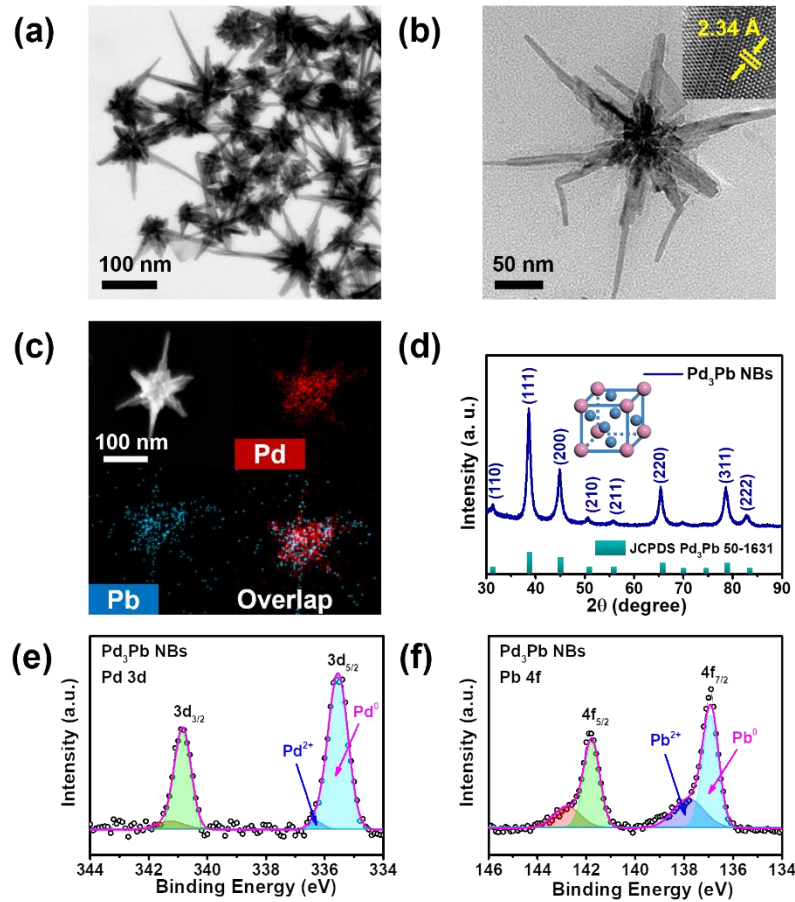 (a)
100 nm
(b)
2.34 Å
50 nm
(c)
100 nm
Pd
Pb
Overlap
(d)
Pd₃Pb NBs
(110)
(111)
(200)
(210)
(211)
(220)
(311)
(222)
JCPDS Pd₃Pb 50-1631
Intensity (a. u.)
30 40 50 60 70 80 90
2θ (degree)
(e)
Pd₃Pb NBs
Pd 3d
3d₃/₂
3d₅/₂
Pd⁰
Pd²⁺
Intensity (a.u.)
344 342 340 338 336 334
Binding Energy (eV)
(f)
Pd₃Pb NBs
Pb 4f
4f₅/₂
4f₇/₂
Pb²⁺
Pb⁰
Intensity (a.u.)
146 144 142 140 138 136 134
Binding Energy (eV)